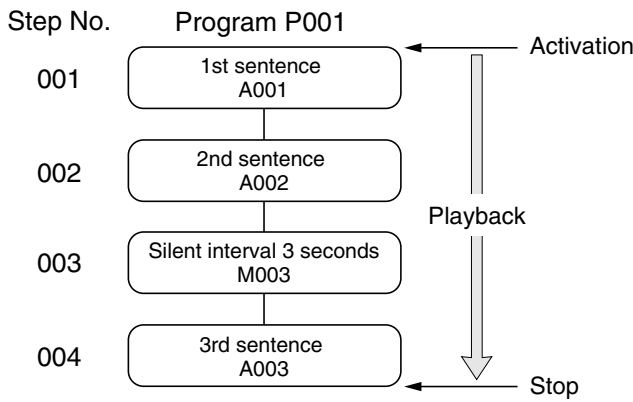 Step No. Program P001
Activation
001
1st sentence
A001
002
2nd sentence
A002
Playback
003
Silent interval 3 seconds
M003
004
3rd sentence
A003
Stop